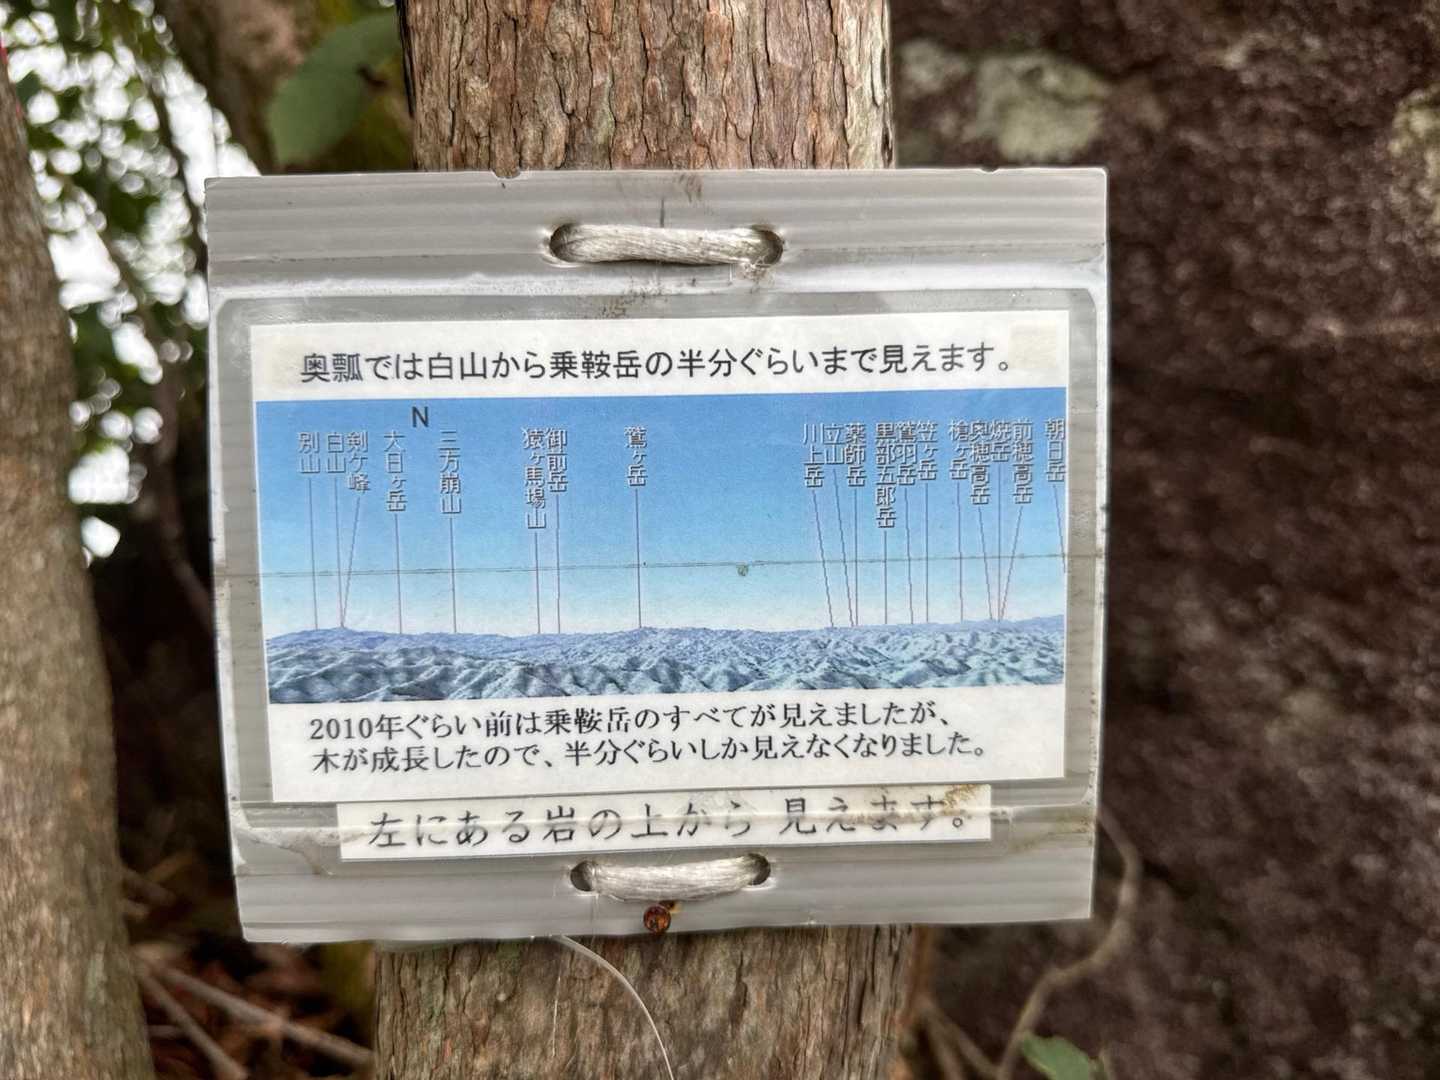 奥瓢では白山から乗鞍岳の半分ぐらいまで見えます。
N
別山
白山
剣ケ峰
大日ヶ岳
三方崩山
猿ヶ馬場山
御前岳
鷲ヶ岳
川上岳
立山
薬師岳
黒部五郎岳
鷲羽岳
笠ヶ岳
槍ヶ岳
奥穂高岳
焼岳
前穂高岳
朝日岳
2010年ぐらい前は乗鞍岳のすべてが見えましたが、
木が成長したので、半分ぐらいしか見えなくなりました。
左にある岩の上から 見えます。